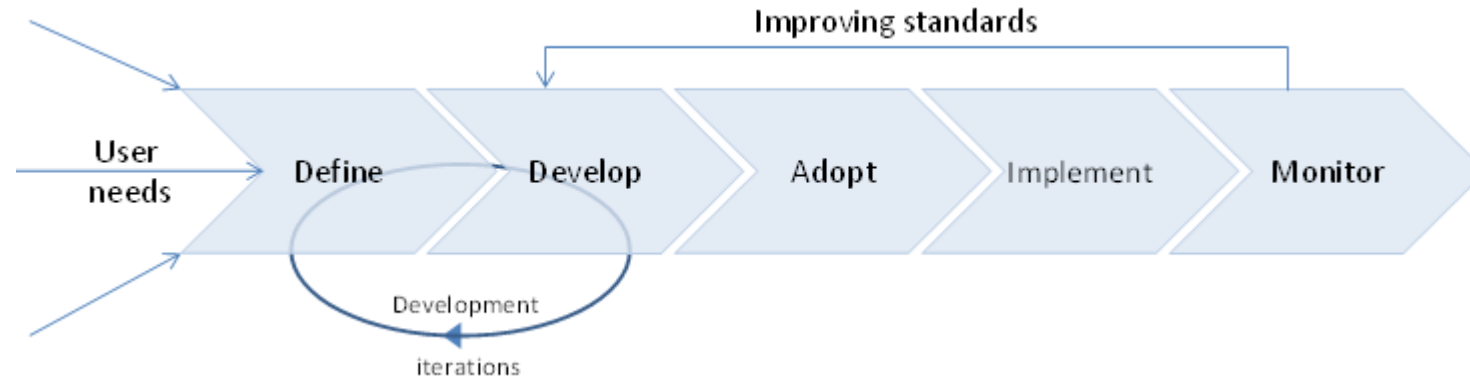 Improving standards
User
needs
Define
Develop
Adopt
Implement
Monitor
Development
iterations